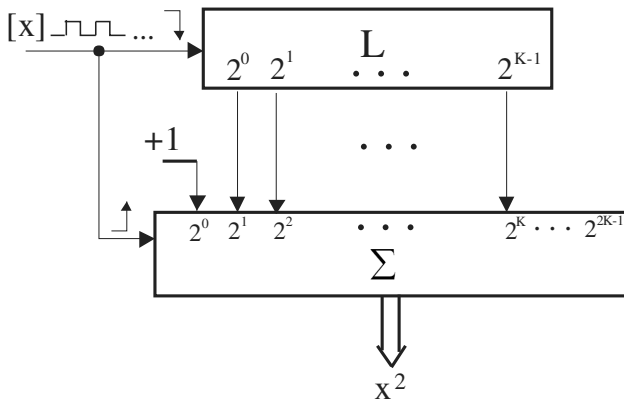 [x] ...
L
2^0 2^1 . . . 2^{K-1}
+1
. . .
2^0 2^1 2^2 . . . 2^K . . . 2^{2K-1}
Σ
x^2